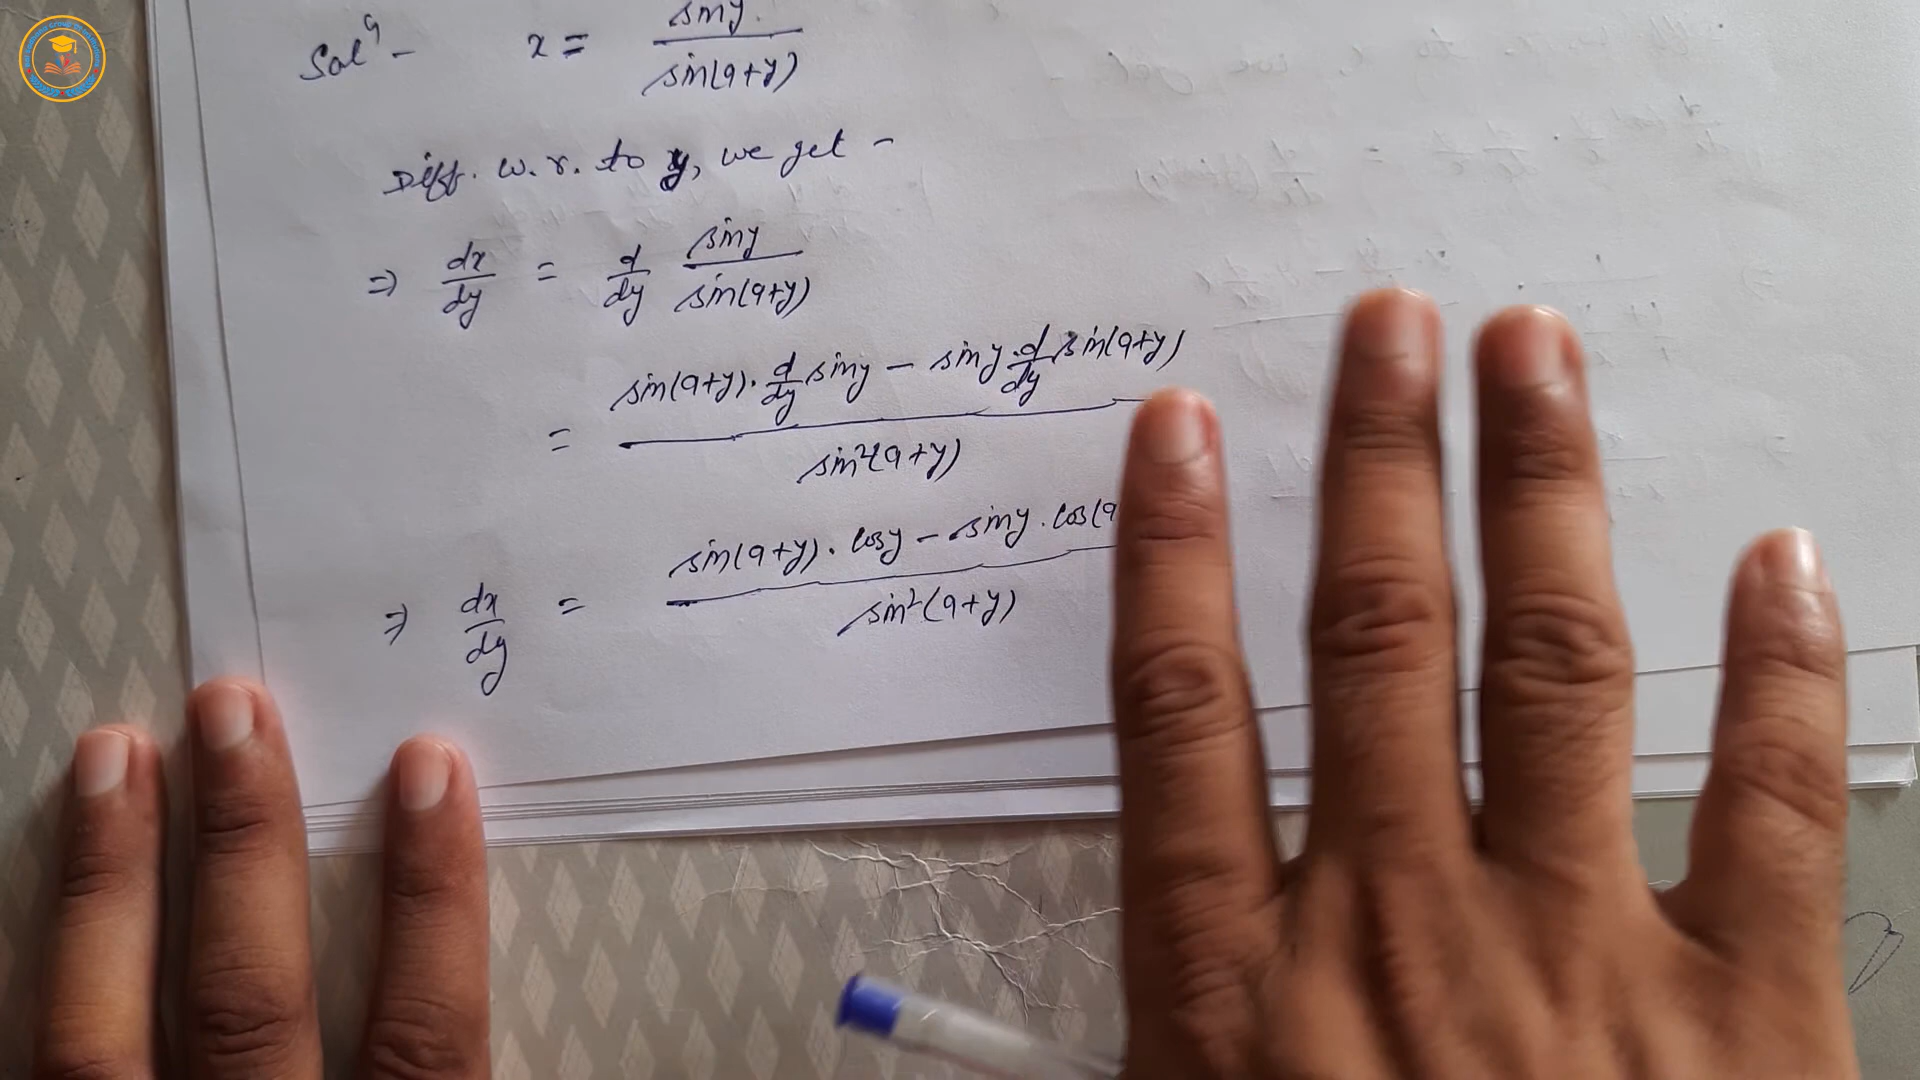 Solⁿ - x = siny / sin(a+y)
Diff. w. r. to y, we get -
⇒ dx/dy = d/dy siny / sin(a+y)
= sin(a+y) · d/dy siny - siny · d/dy sin(a+y) / sin²(a+y)
⇒ dx/dy = sin(a+y) · cosy - siny · cos(a / sin²(a+y)